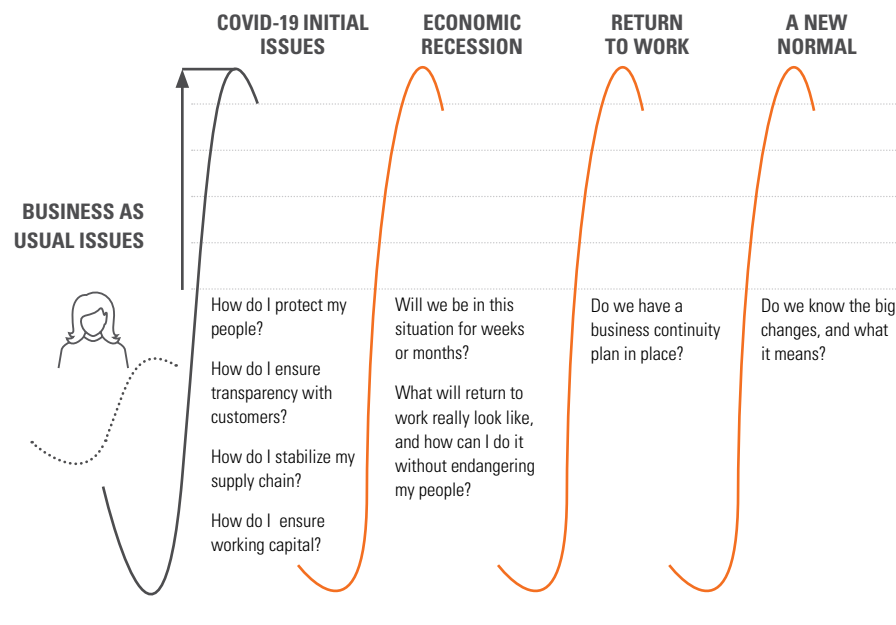 COVID-19 INITIAL
ISSUES
ECONOMIC
RECESSION
RETURN
TO WORK
A NEW
NORMAL
BUSINESS AS
USUAL ISSUES
How do I protect my
people?
How do I ensure
transparency with
customers?
How do I stabilize my
supply chain?
How do I ensure
working capital?
Will we be in this
situation for weeks
or months?
What will return to
work really look like,
and how can I do it
without endangering
my people?
Do we have a
business continuity
plan in place?
Do we know the big
changes, and what
it means?